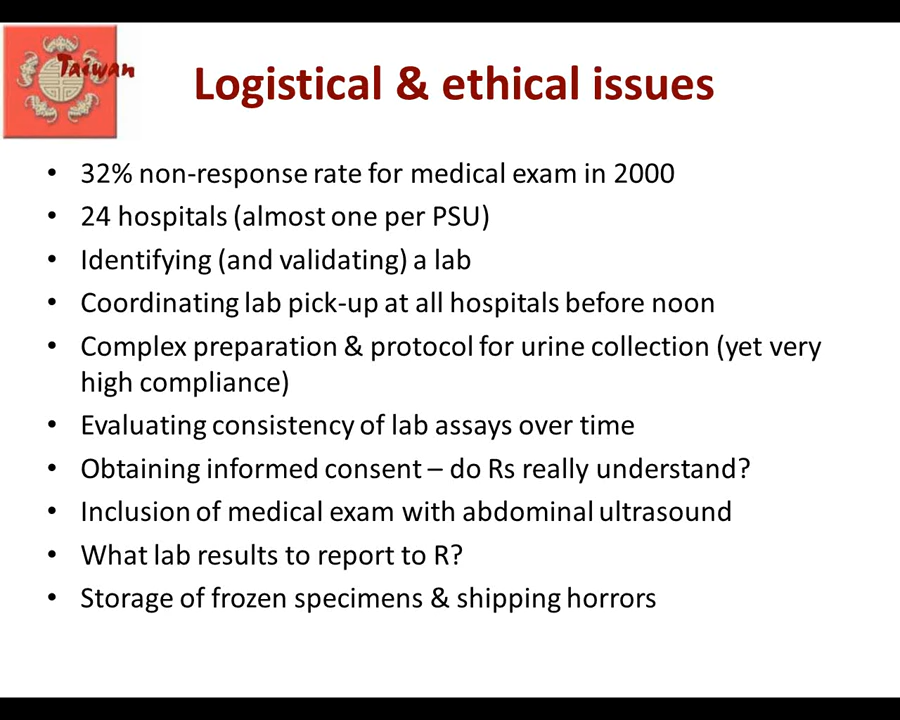 Taiwan
Logistical & ethical issues
• 32% non-response rate for medical exam in 2000
• 24 hospitals (almost one per PSU)
• Identifying (and validating) a lab
• Coordinating lab pick-up at all hospitals before noon
• Complex preparation & protocol for urine collection (yet very
high compliance)
• Evaluating consistency of lab assays over time
• Obtaining informed consent – do Rs really understand?
• Inclusion of medical exam with abdominal ultrasound
• What lab results to report to R?
• Storage of frozen specimens & shipping horrors